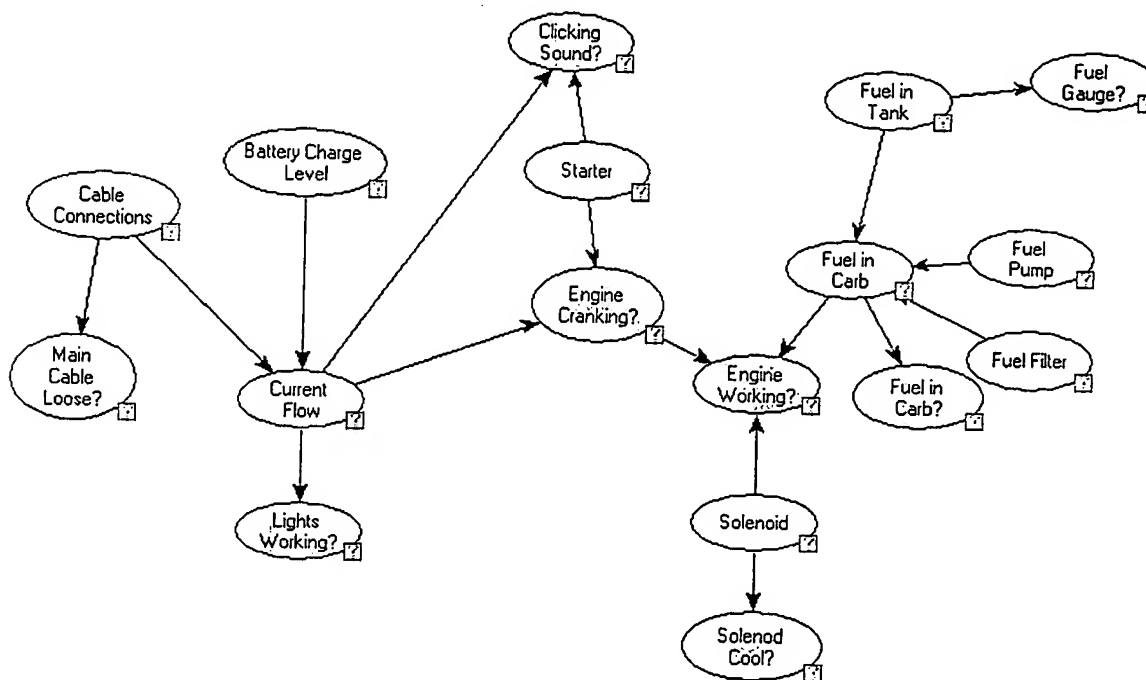 Clicking
Sound?
?
Fuel
Gauge?
Fuel in
Tank
Battery Charge
Level
?
Starter
?
Cable
Connections
Fuel in
Carb
?
Fuel
Pump
?
Engine
Cranking?
?
Main
Cable
Loose?
Current
Flow
?
Engine
Working?
?
Fuel in
Carb?
Fuel Filter
?
Lights
Working?
?
Solenoid
?
Solenod
Cool?
?